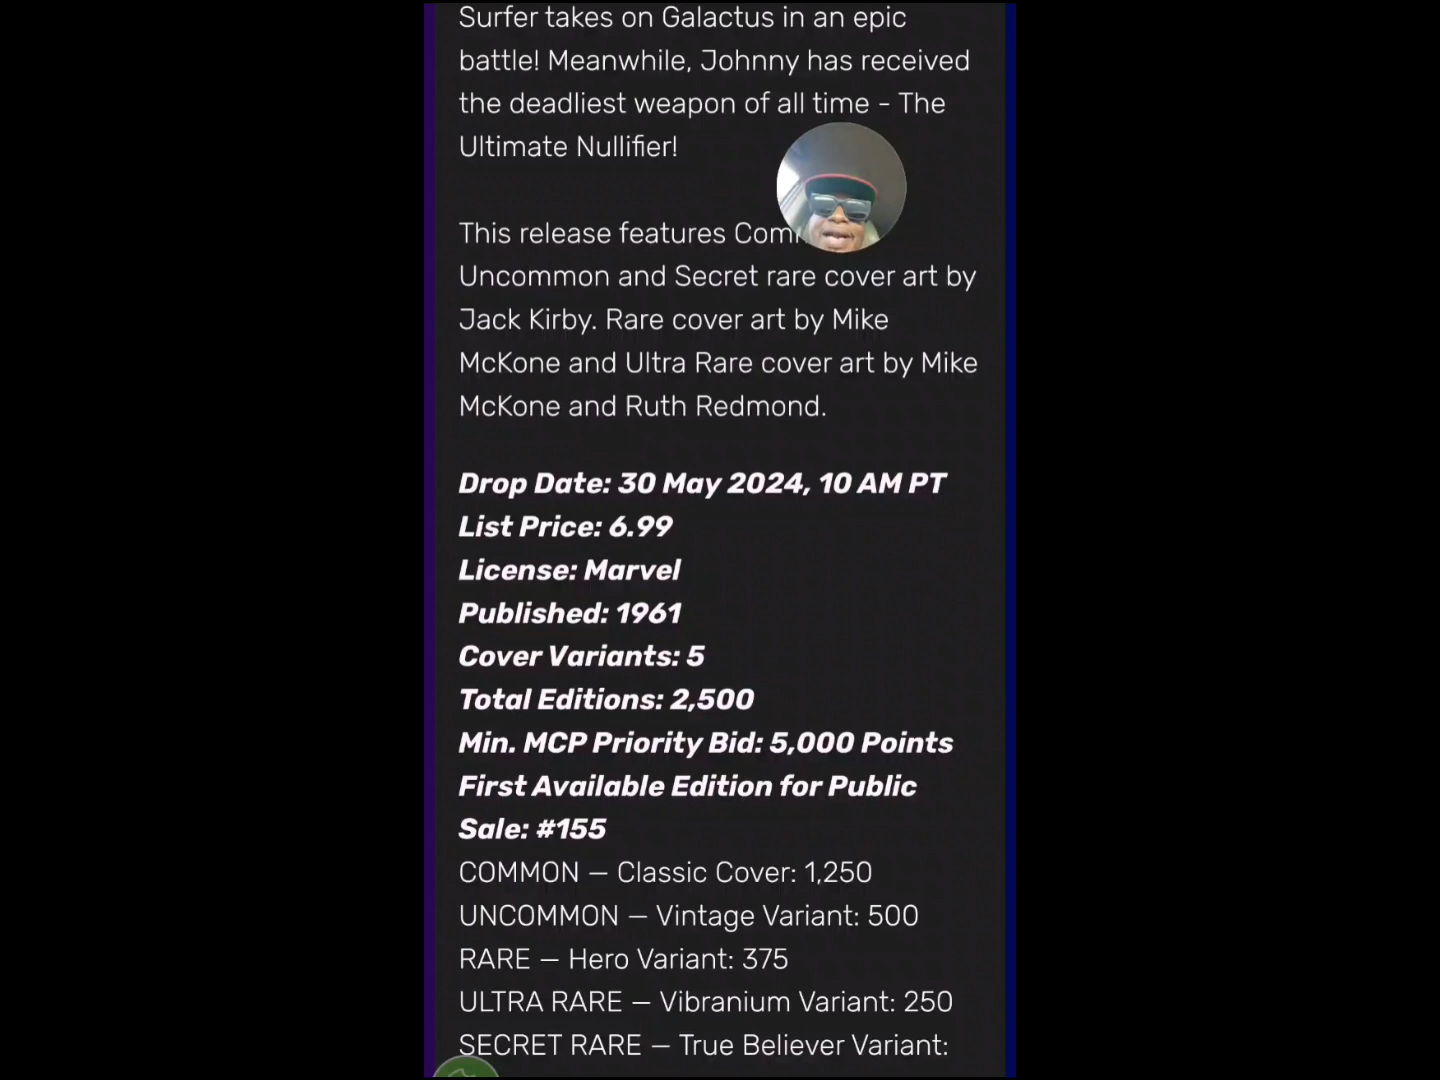 Surfer takes on Galactus in an epic
battle! Meanwhile, Johnny has received
the deadliest weapon of all time - The
Ultimate Nullifier!
This release features
Uncommon and Secret rare cover art by
Jack Kirby. Rare cover art by Mike
McKone and Ultra Rare cover art by Mike
McKone and Ruth Redmond.
Drop Date: 30 May 2024, 10 AM PT
List Price: 6.99
License: Marvel
Published: 1961
Cover Variants: 5
Total Editions: 2,500
Min. MCP Priority Bid: 5,000 Points
First Available Edition for Public
Sale: #155
COMMON — Classic Cover: 1,250
UNCOMMON — Vintage Variant: 500
RARE — Hero Variant: 375
ULTRA RARE — Vibranium Variant: 250
SECRET RARE — True Believer Variant: